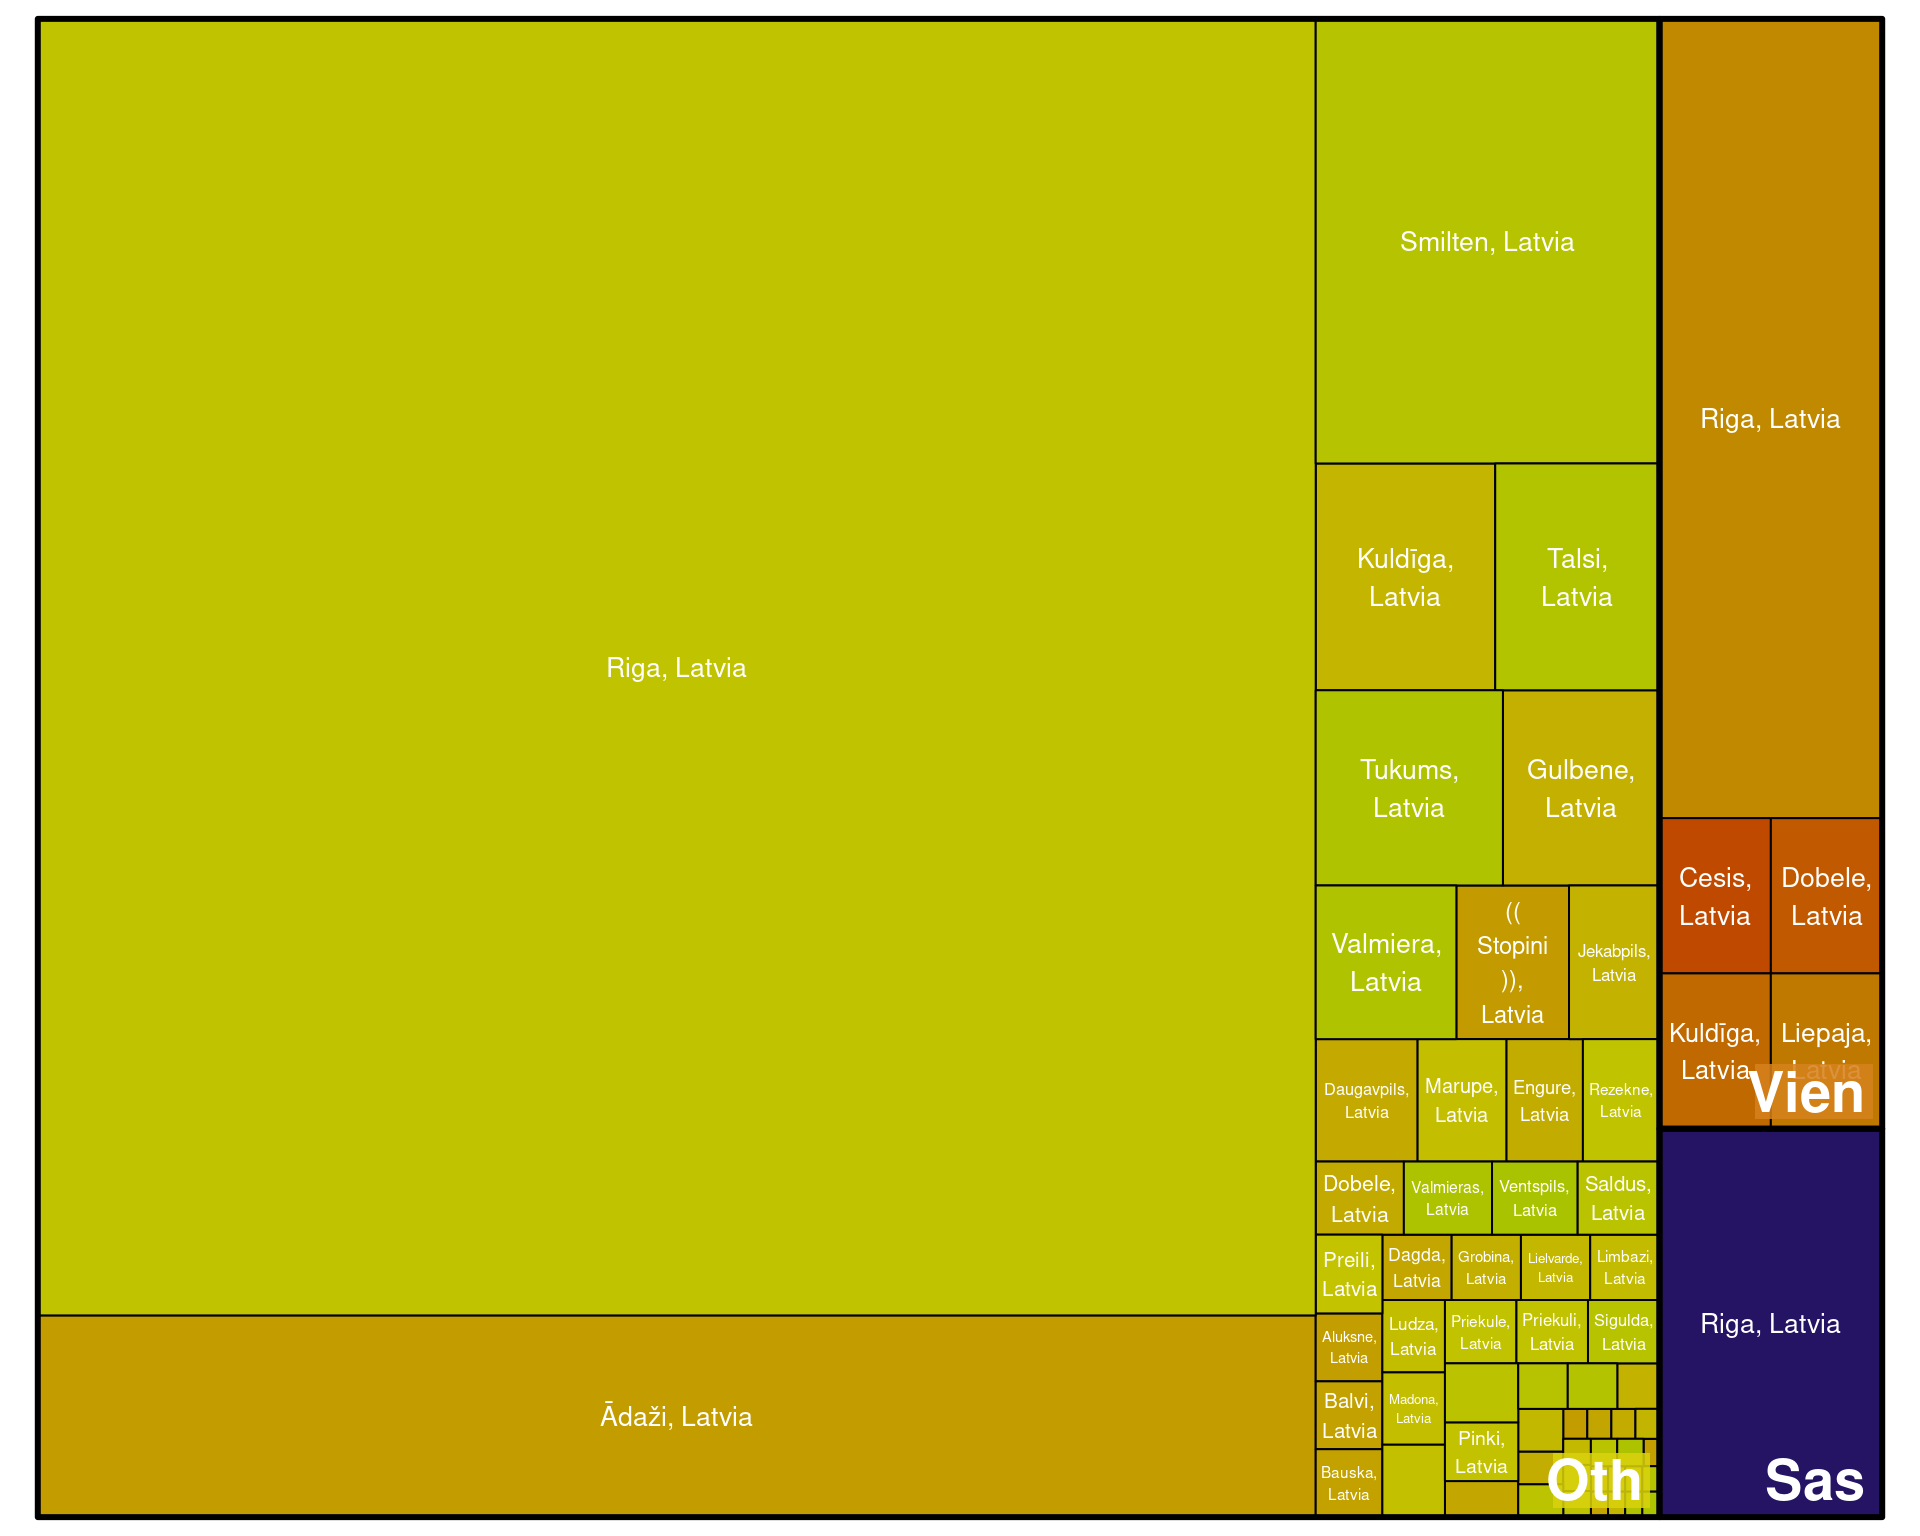 Riga, Latvia
Ādaži, Latvia
Smilten, Latvia
Kuldīga,
Latvia
Talsi,
Latvia
Tukums,
Latvia
Gulbene,
Latvia
Valmiera,
Latvia
((
Stopini
)),
Latvia
Jekabpils,
Latvia
Daugavpils,
Latvia
Marupe,
Latvia
Engure,
Latvia
Rezekne,
Latvia
Dobele,
Latvia
Valmieras,
Latvia
Ventspils,
Latvia
Saldus,
Latvia
Preili,
Latvia
Dagda,
Latvia
Grobina,
Latvia
Lielvarde,
Latvia
Limbazi,
Latvia
Aluksne,
Latvia
Ludza,
Latvia
Priekule,
Latvia
Priekuli,
Latvia
Sigulda,
Latvia
Balvi,
Latvia
Madona,
Latvia
Pinki,
Latvia
Bauska,
Latvia
Oth
Riga, Latvia
Cesis,
Latvia
Dobele,
Latvia
Kuldīga,
Latvia
Liepaja,
Latvia
Vien
Riga, Latvia
Sas